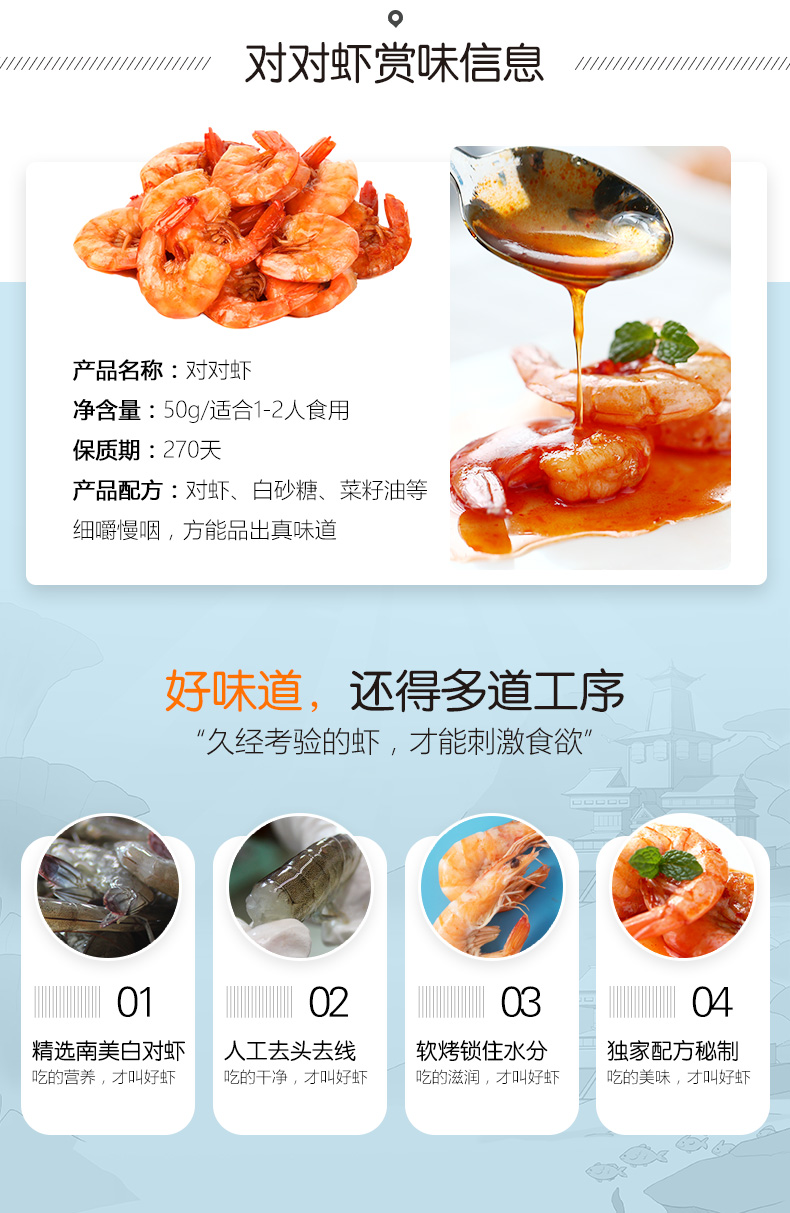 对对虾赏味信息
产品名称：对对虾
净含量：50g/适合1-2人食用
保质期：270天
产品配方：对虾、白砂糖、菜籽油等
细嚼慢咽，方能品出真味道
好味道，还得多道工序
“久经考验的虾，才能刺激食欲”
01
精选南美白对虾
吃的营养，才叫好虾
02
人工去头去线
吃的干净，才叫好虾
03
软烤锁住水分
吃的滋润，才叫好虾
04
独家配方秘制
吃的美味，才叫好虾